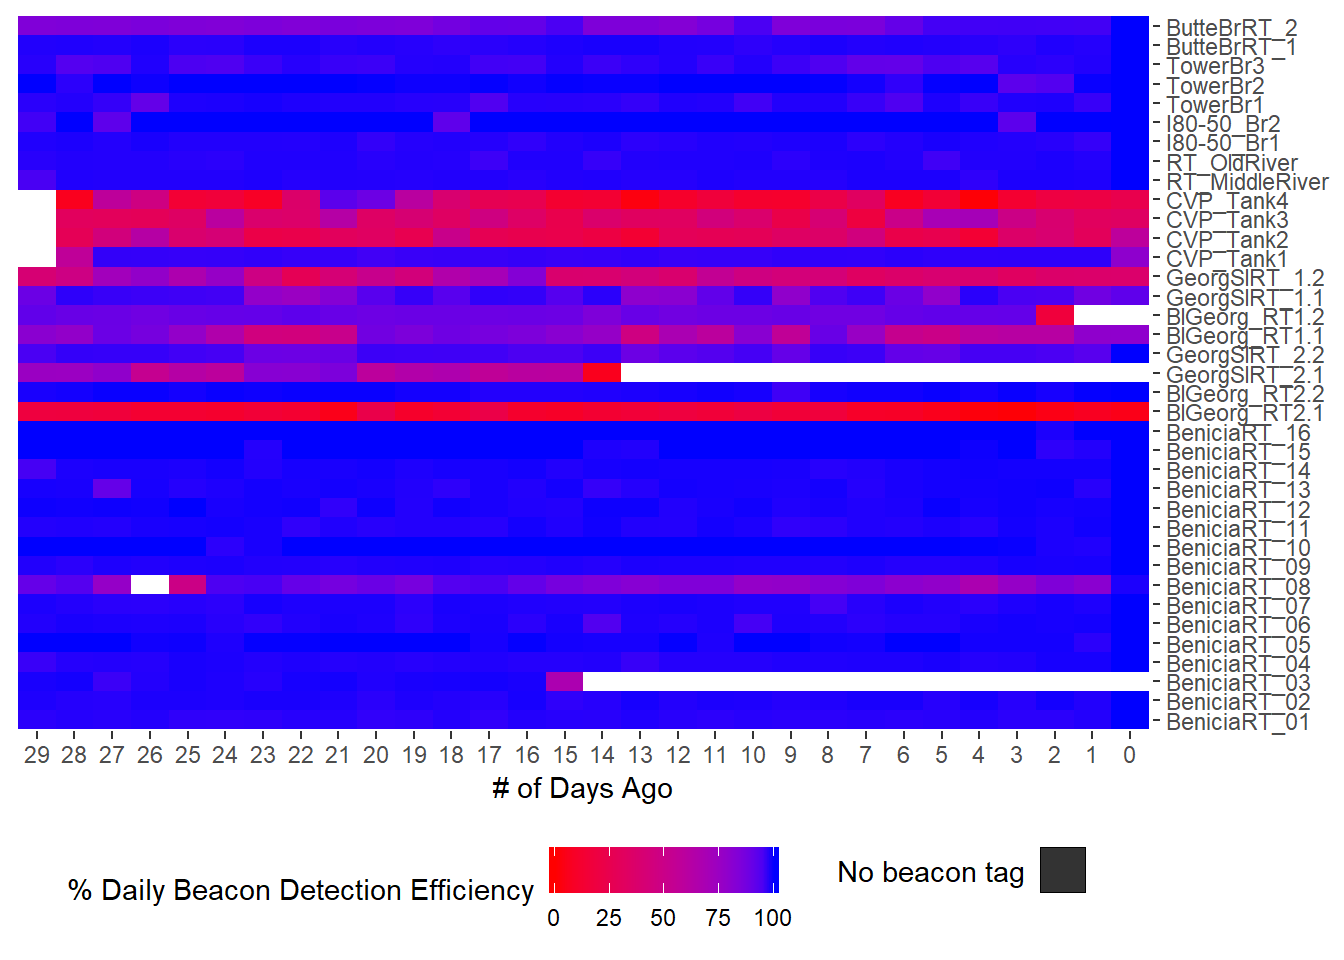 ButteBrRT_2
ButteBrRT_1
TowerBr3
TowerBr2
TowerBr1
I80-50_Br2
I80-50_Br1
RT_OldRiver
RT_MiddleRiver
CVP_Tank4
CVP_Tank3
CVP_Tank2
CVP_Tank1
GeorgSlRT_1.2
GeorgSlRT_1.1
BlGeorg_RT1.2
BlGeorg_RT1.1
GeorgSlRT_2.2
GeorgSlRT_2.1
BlGeorg_RT2.2
BlGeorg_RT2.1
BeniciaRT_16
BeniciaRT_15
BeniciaRT_14
BeniciaRT_13
BeniciaRT_12
BeniciaRT_11
BeniciaRT_10
BeniciaRT_09
BeniciaRT_08
BeniciaRT_07
BeniciaRT_06
BeniciaRT_05
BeniciaRT_04
BeniciaRT_03
BeniciaRT_02
BeniciaRT_01
29 28 27 26 25 24 23 22 21 20 19 18 17 16 15 14 13 12 11 10 9 8 7 6 5 4 3 2 1 0
# of Days Ago
% Daily Beacon Detection Efficiency
0 25 50 75 100
No beacon tag